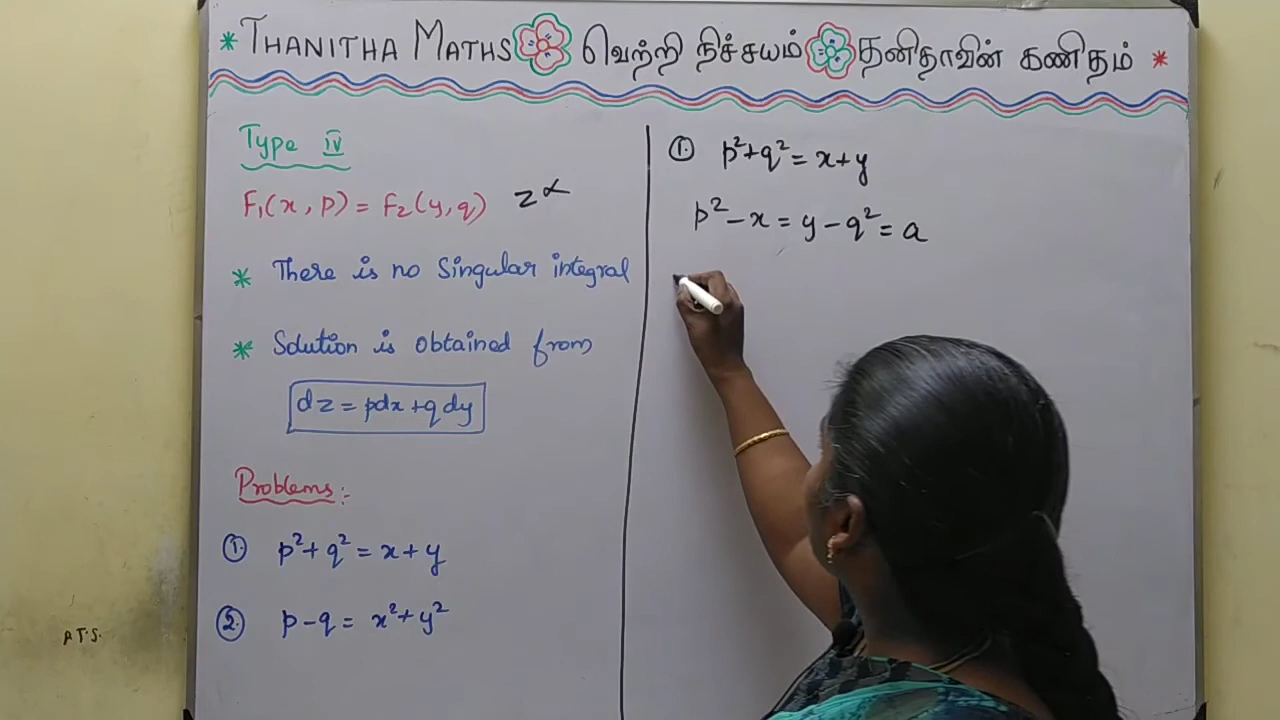 * THANITHA MATHS வெற்றி நிச்சயம் தனிதாவின் கணிதம் *
Type IV
F₁(x, p) = F₂(y, q) z ∝
* There is no Singular integral
* Solution is obtained from
dz = pdx + q dy
Problems:-
① p² + q² = x + y
② p - q = x² + y²
①. p² + q² = x + y
p² - x = y - q² = a
P.T.S.